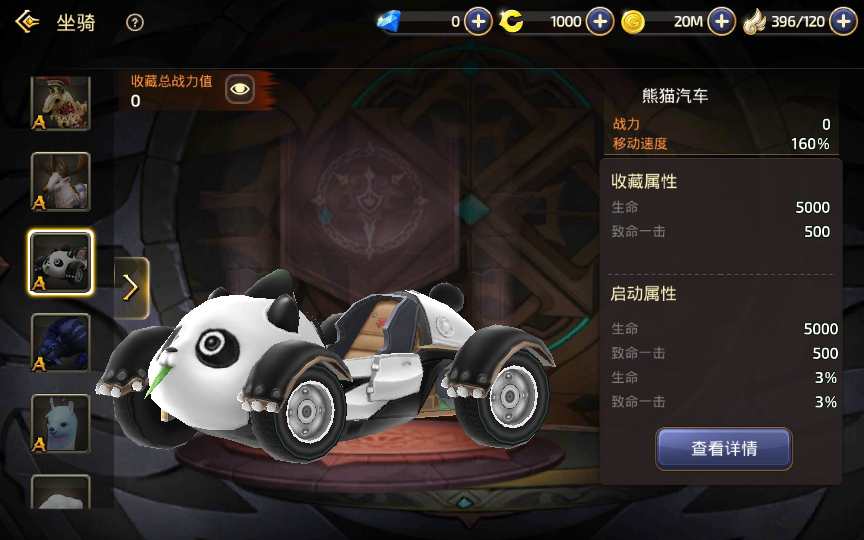 坐骑 ? 0 1000 20M 396/120
收藏总战力值
0
A
A
A
A
A
熊猫汽车
战力 0
移动速度 160%
收藏属性
生命 5000
致命一击 500
启动属性
生命 5000
致命一击 500
生命 3%
致命一击 3%
查看详情